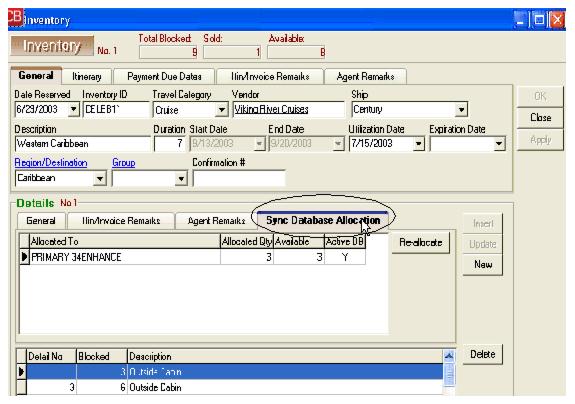 CB inventory
Inventory No. 1
Total Blocked: Sold: Available:
9 1 8
General Itinerary Payment Due Dates Itin/Invoice Remarks Agent Remarks
Date Reserved Inventory ID Travel Category Vendor Ship
6/23/2003 CELEB1 Cruise Viking River Cruises Century
Description Duration Start Date End Date Utilization Date Expiration Date
Western Caribbean 7 9/13/2003 9/20/2003 7/15/2003
Region/Destination Group Confirmation #
Caribbean
OK
Close
Apply
Details No 1
General Itin/Invoice Remarks Agent Remarks Sync Database Allocation
Allocated To Allocated Qty Available Active DB
PRIMARY 34ENHANCE 3 3 Y
Re-allocate
Insert
Update
New
Detail No Blocked Description
3 Outside Cabin
3 6 Outside Cabin
Delete